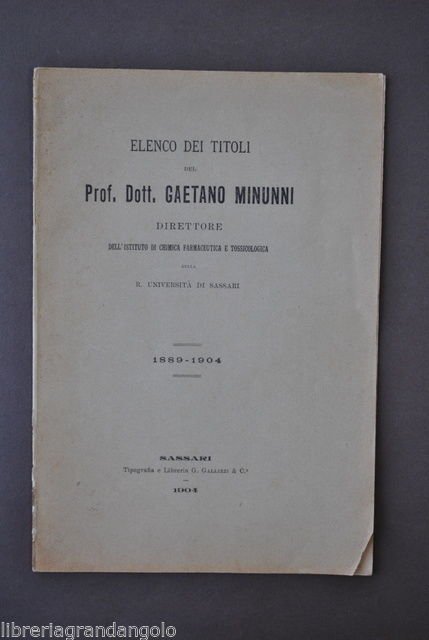 ELENCO DEI TITOLI
DEL
Prof. Dott. GAETANO MINUNNI
DIRETTORE
DELL'ISTITUTO DI CHIMICA FARMACEUTICA E TOSSICOLOGICA
DELLA
R. UNIVERSITÀ DI SASSARI
1889-1904
SASSARI
Tipografia e Libreria G. GALLIZZI & C.º
1904
libreriagrandangolo